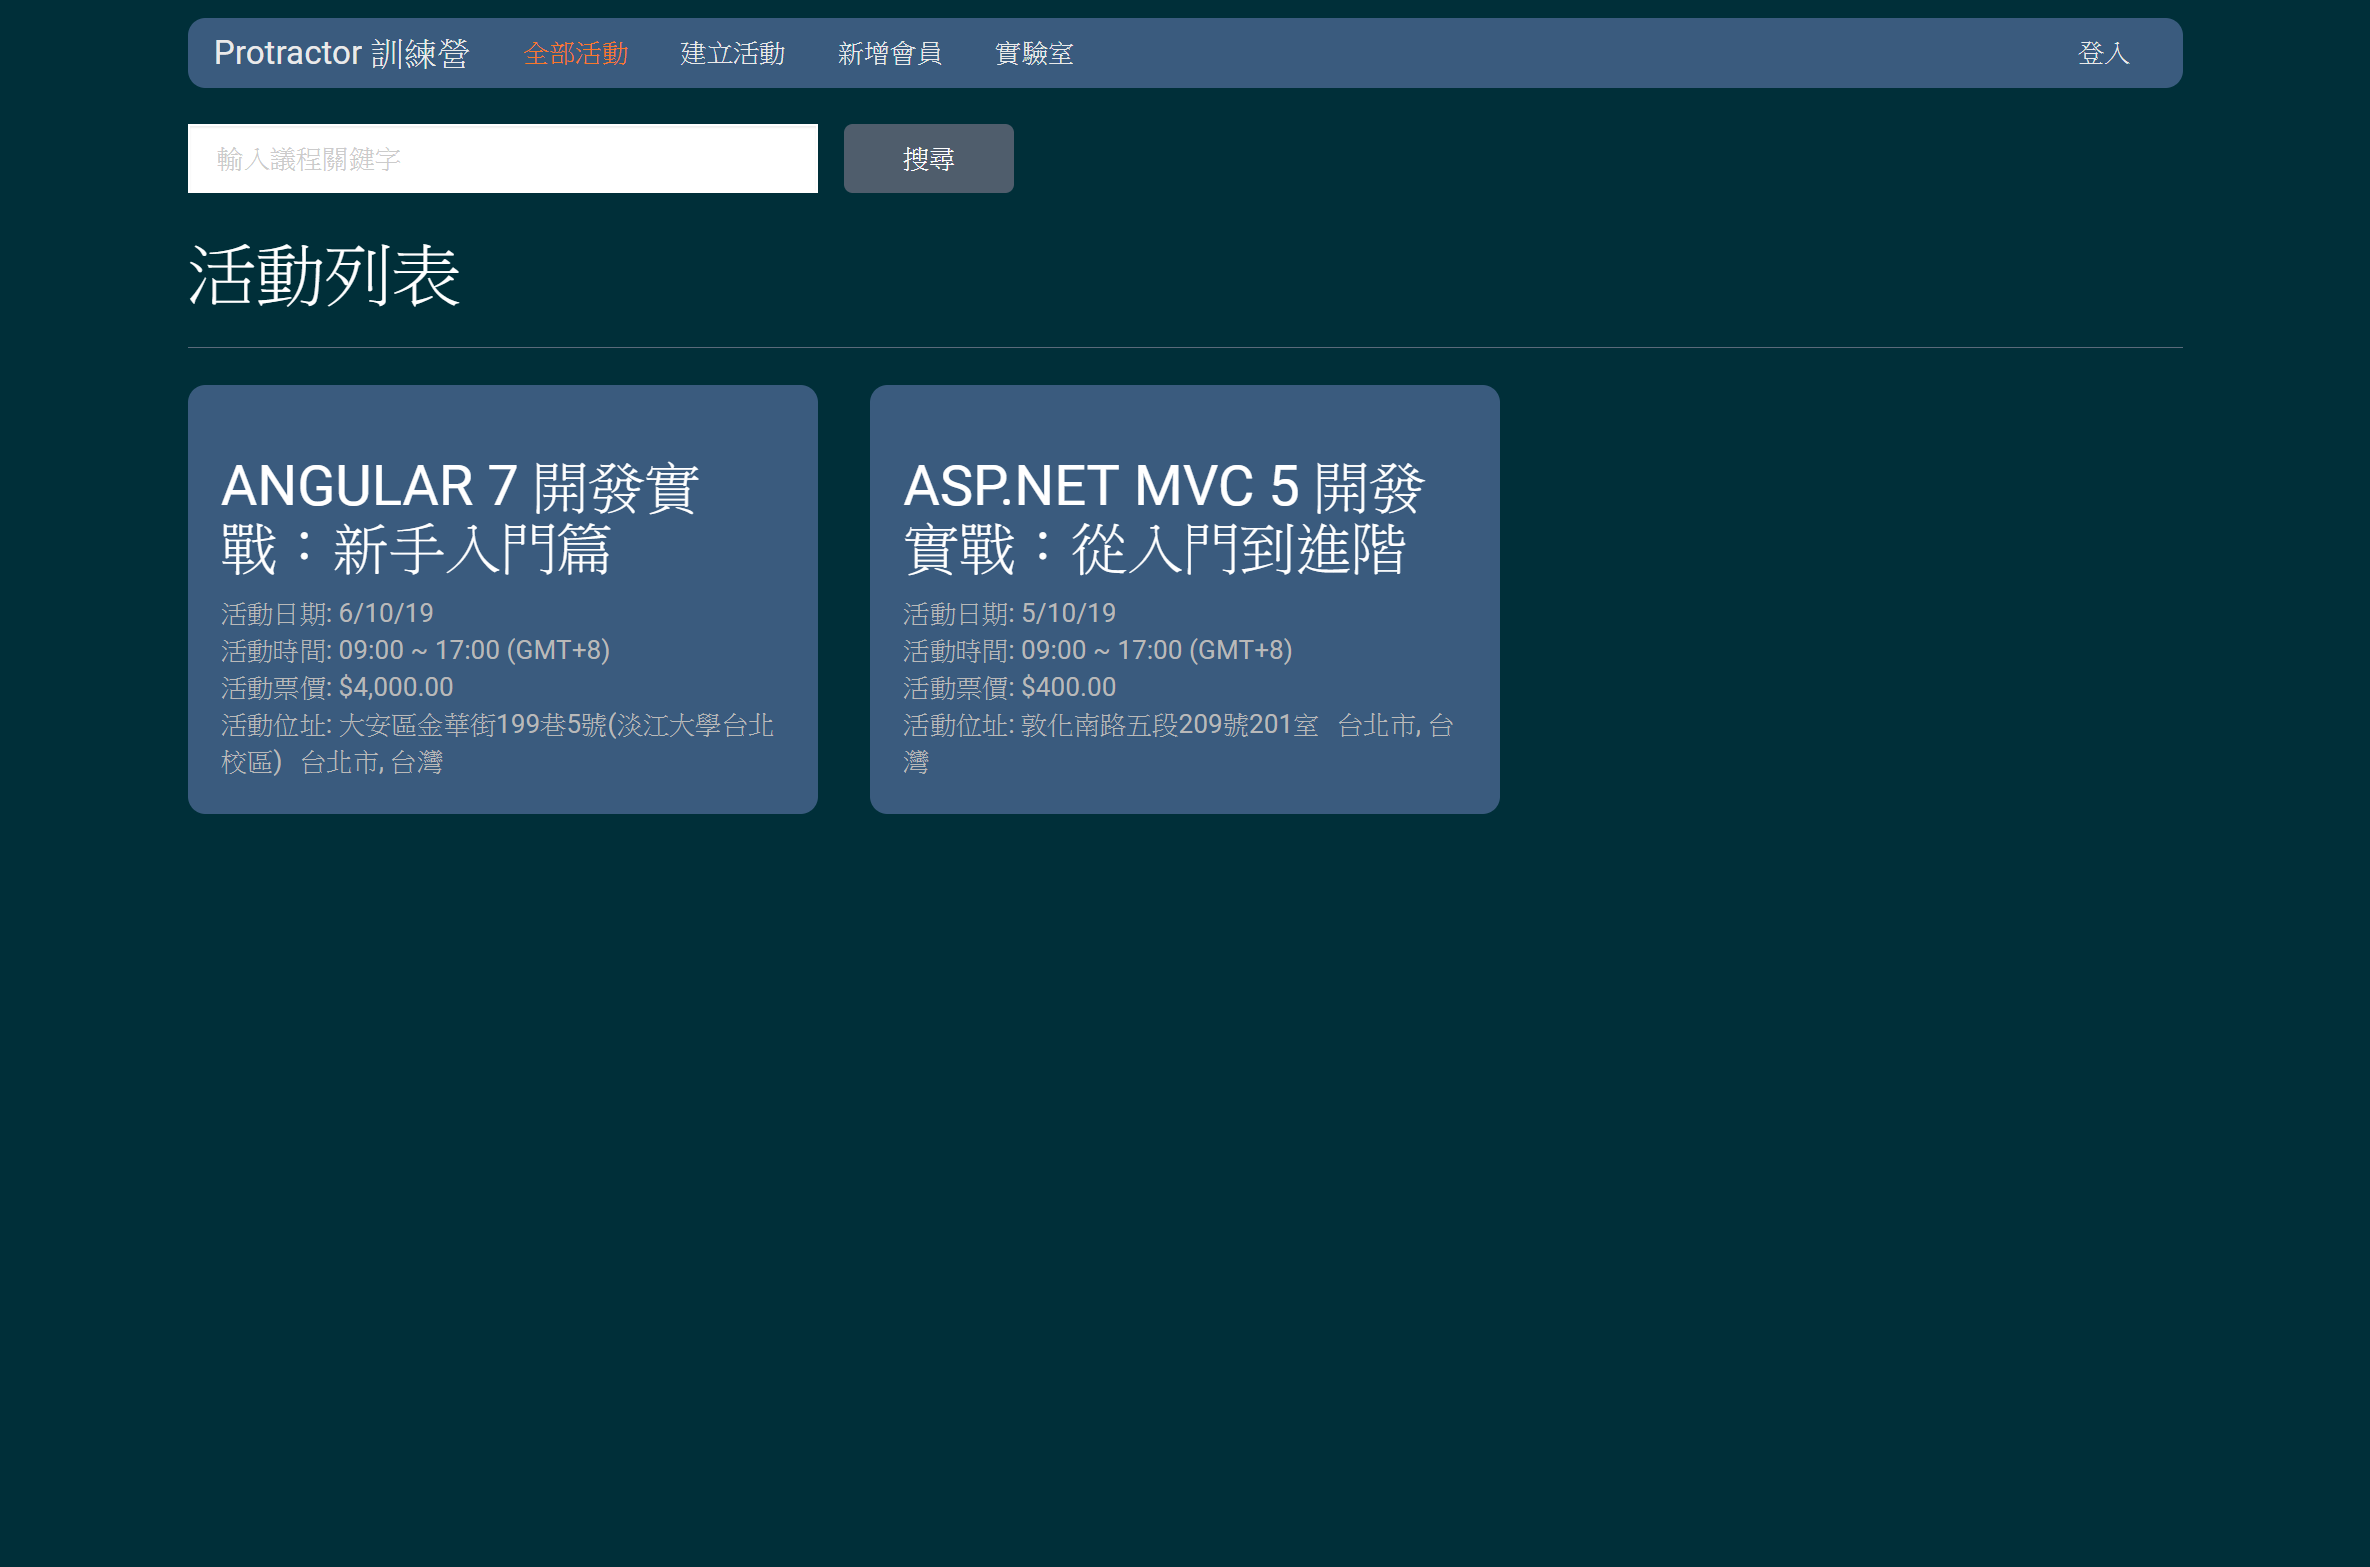 Protractor 訓練營 全部活動 建立活動 新增會員 實驗室 登入
輸入議程關鍵字 搜尋
活動列表
ANGULAR 7 開發實
戰：新手入門篇
活動日期: 6/10/19
活動時間: 09:00 ~ 17:00 (GMT+8)
活動票價: $4,000.00
活動位址: 大安區金華街199巷5號(淡江大學台北
校區) 台北市, 台灣
ASP.NET MVC 5 開發
實戰：從入門到進階
活動日期: 5/10/19
活動時間: 09:00 ~ 17:00 (GMT+8)
活動票價: $400.00
活動位址: 敦化南路五段209號201室 台北市, 台
灣